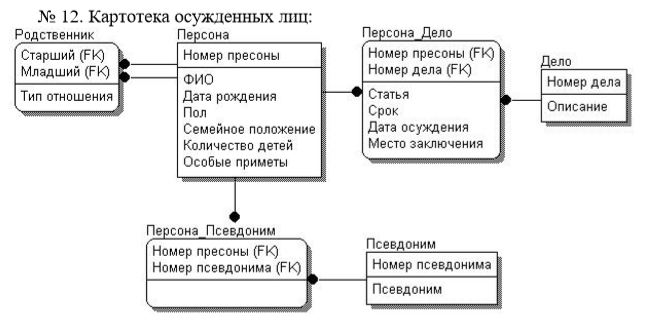 № 12. Картотека осужденных лиц:
Родственник
Старший (FK)
Младший (FK)
Тип отношения
Персона
Номер пресоны
ФИО
Дата рождения
Пол
Семейное положение
Количество детей
Особые приметы
Персона_Дело
Номер пресоны (FK)
Номер дела (FK)
Статья
Срок
Дата осуждения
Место заключения
Дело
Номер дела
Описание
Персона_Псевдоним
Номер пресоны (FK)
Номер псевдонима (FK)
Псевдоним
Номер псевдонима
Псевдоним